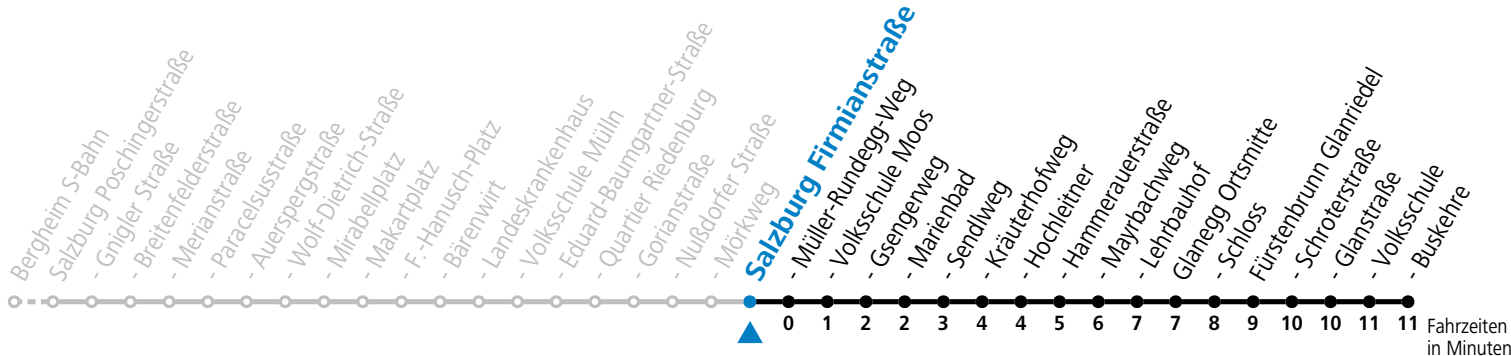 Bergheim S-Bahn
Salzburg Poschingerstraße
- Gnigler Straße
- Breitenfelderstraße
- Merianstraße
- Paracelsusstraße
- Auerspergstraße
- Wolf-Dietrich-Straße
- Mirabellplatz
- Makartplatz
- F.-Hanusch-Platz
- Bärenwirt
- Landeskrankenhaus
- Volksschule Mülln
- Eduard-Baumgartner-Straße
- Quartier Riedenburg
- Gorianstraße
- Nußdorfer Straße
- Mörkweg
Salzburg Firmianstraße
- Müller-Rundegg-Weg
- Volksschule Moos
- Gsengerweg
- Marienbad
- Sendlweg
- Kräuterhofweg
- Hochleitner
- Hammerauerstraße
- Mayrbachweg
- Lehrbauhof
Glanegg Ortsmitte
- Schloss
Fürstenbrunn Glanriedel
- Schroterstraße
- Glanstraße
- Volksschule
- Buskehre
0 1 2 2 3 4 4 5 6 7 7 8 9 10 10 11 11 Fahrzeiten
in Minuten